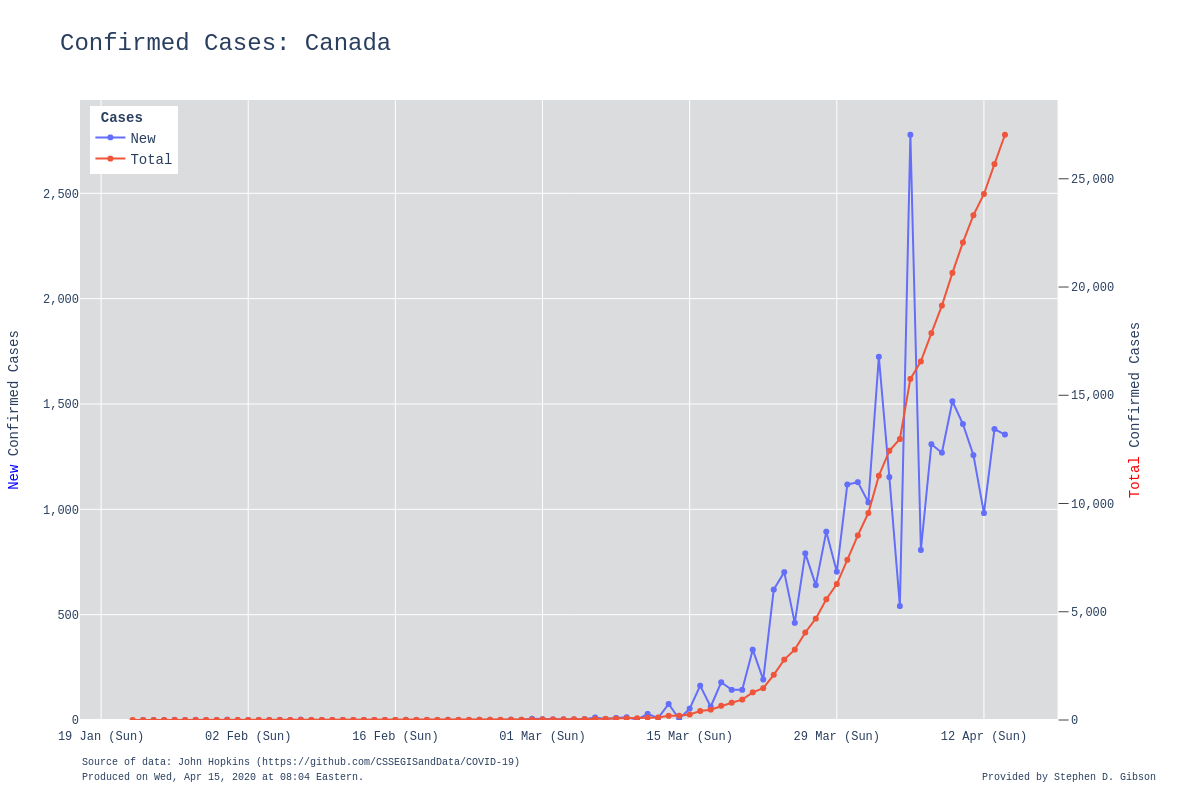 Confirmed Cases: Canada
Cases
New
Total
2,500
2,000
1,500
1,000
500
0
25,000
20,000
15,000
10,000
5,000
0
New Confirmed Cases
Total Confirmed Cases
19 Jan (Sun) 02 Feb (Sun) 16 Feb (Sun) 01 Mar (Sun) 15 Mar (Sun) 29 Mar (Sun) 12 Apr (Sun)
Source of data: John Hopkins (https://github.com/CSSEGISandData/COVID-19)
Produced on Wed, Apr 15, 2020 at 08:04 Eastern.
Provided by Stephen D. Gibson